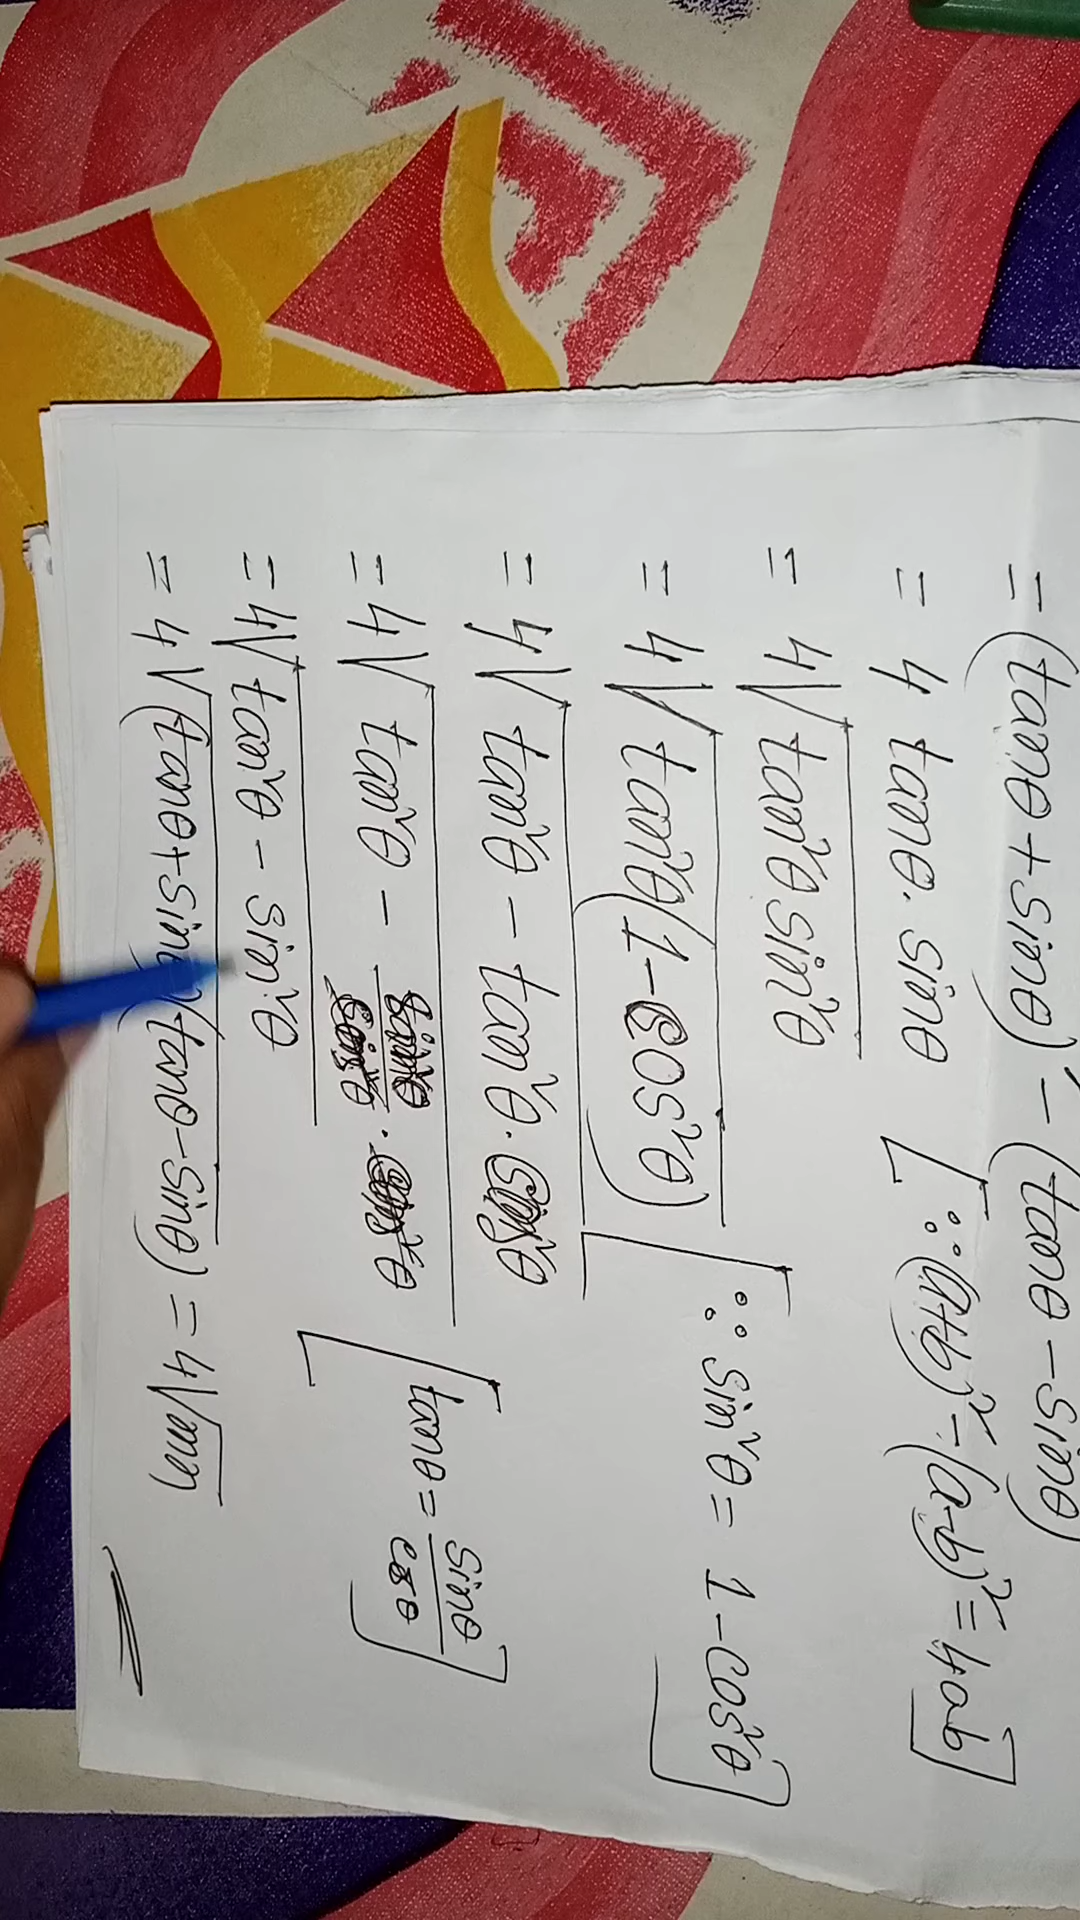 = (tanθ + sinθ)² - (tanθ - sinθ)
= 4 tanθ. sinθ [∵ (a+b)² - (a-b)² = 4ab]
= 4√tan²θ sin²θ
= 4√tan²θ(1 - cos²θ) [∵ sin²θ = 1 - cos²θ]
= 4√tan²θ - tan²θ. cos²θ
= 4√tan²θ - sin²θ/cos²θ . cos²θ [tanθ = sinθ/cosθ]
= 4√tan²θ - sin²θ
= 4√(tanθ + sinθ)(tanθ - sinθ) = 4√mn